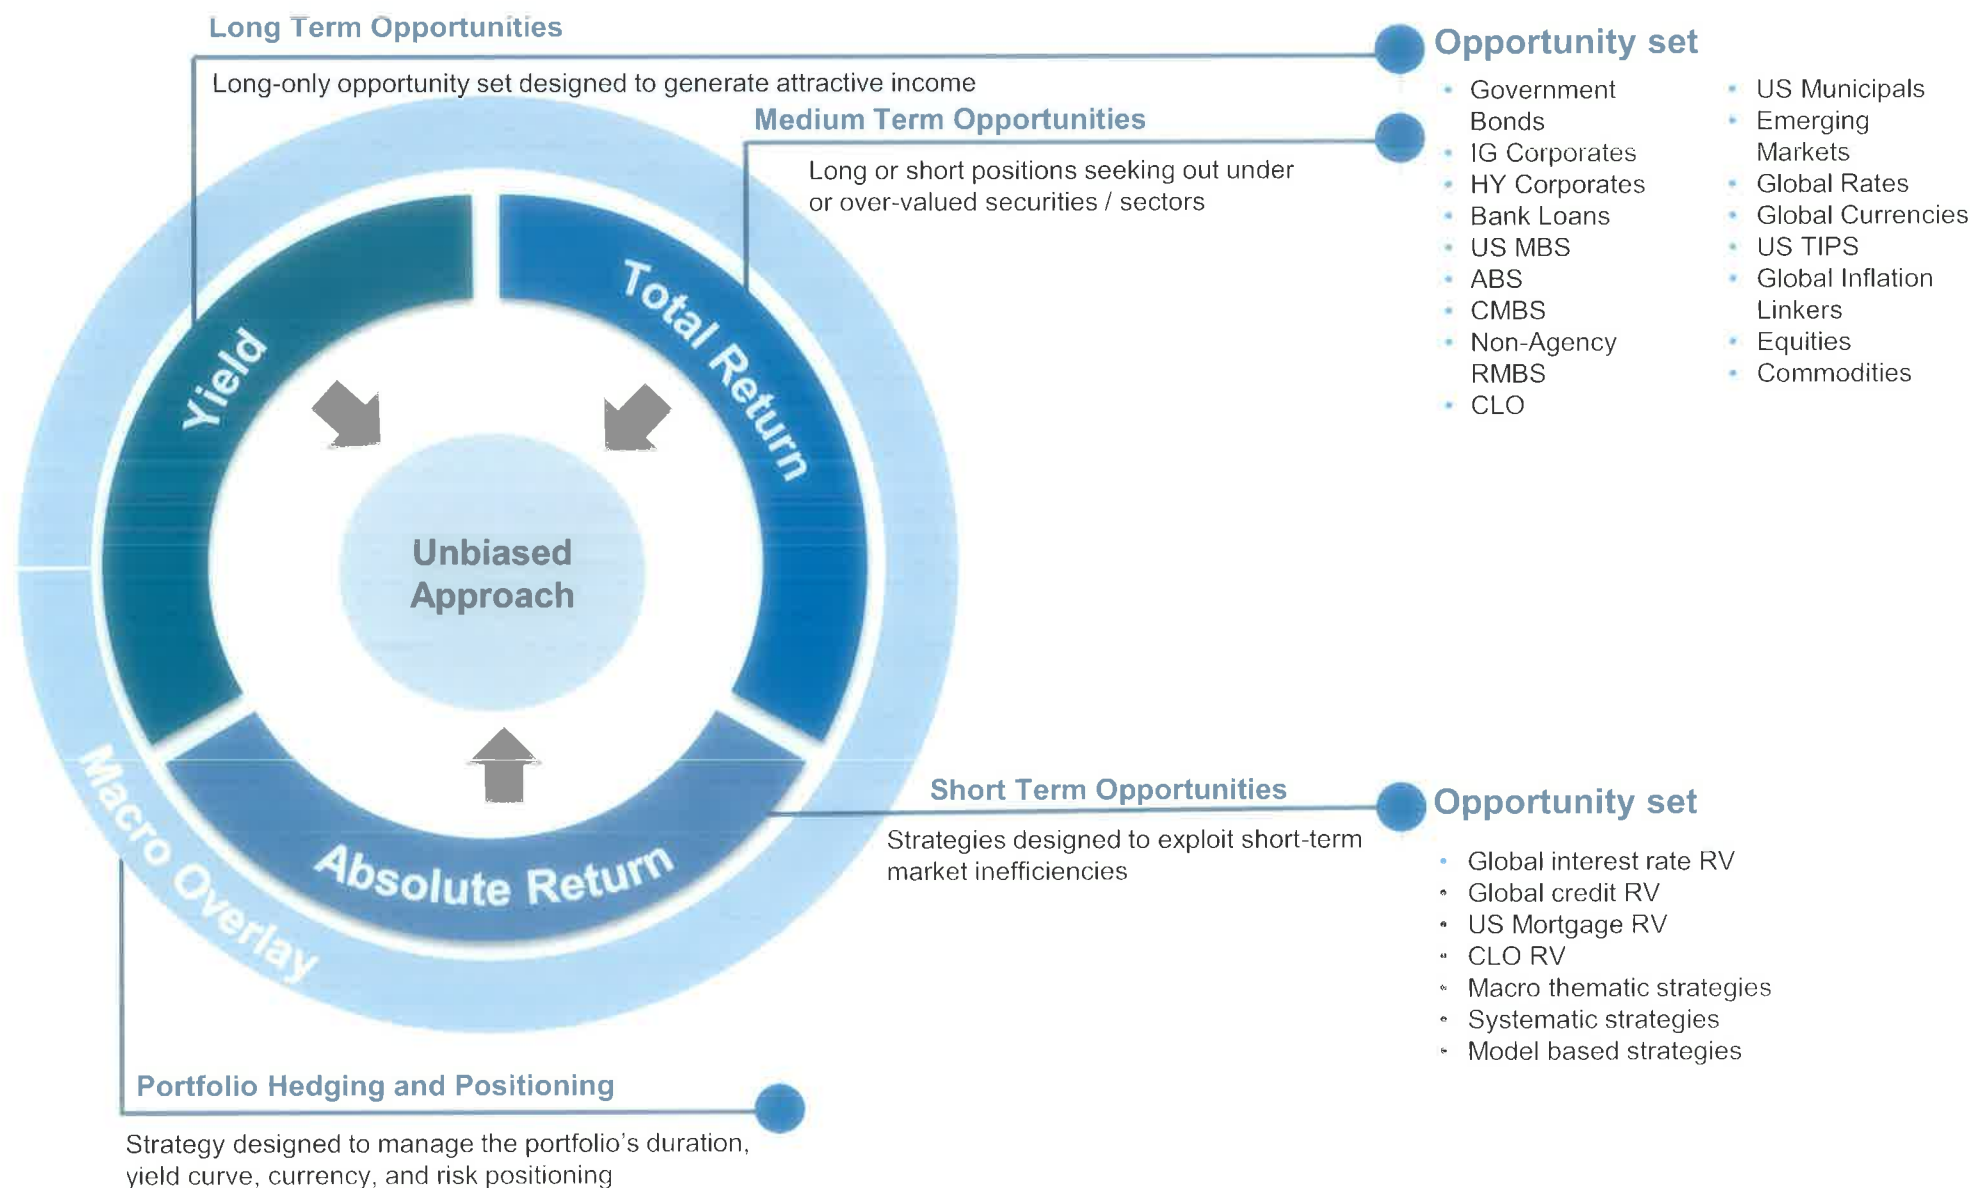 Long Term Opportunities
Long-only opportunity set designed to generate attractive income
Medium Term Opportunities
Long or short positions seeking out under
or over-valued securities / sectors
Opportunity set
Government
Bonds
IG Corporates
HY Corporates
Bank Loans
US MBS
ABS
CMBS
Non-Agency
RMBS
CLO
US Municipals
Emerging
Markets
Global Rates
Global Currencies
US TIPS
Global Inflation
Linkers
Equities
Commodities
Yield
Total Return
Unbiased
Approach
Absolute Return
Macro Overlay
Short Term Opportunities
Strategies designed to exploit short-term
market inefficiencies
Opportunity set
Global interest rate RV
Global credit RV
US Mortgage RV
CLO RV
Macro thematic strategies
Systematic strategies
Model based strategies
Portfolio Hedging and Positioning
Strategy designed to manage the portfolio's duration,
yield curve, currency, and risk positioning